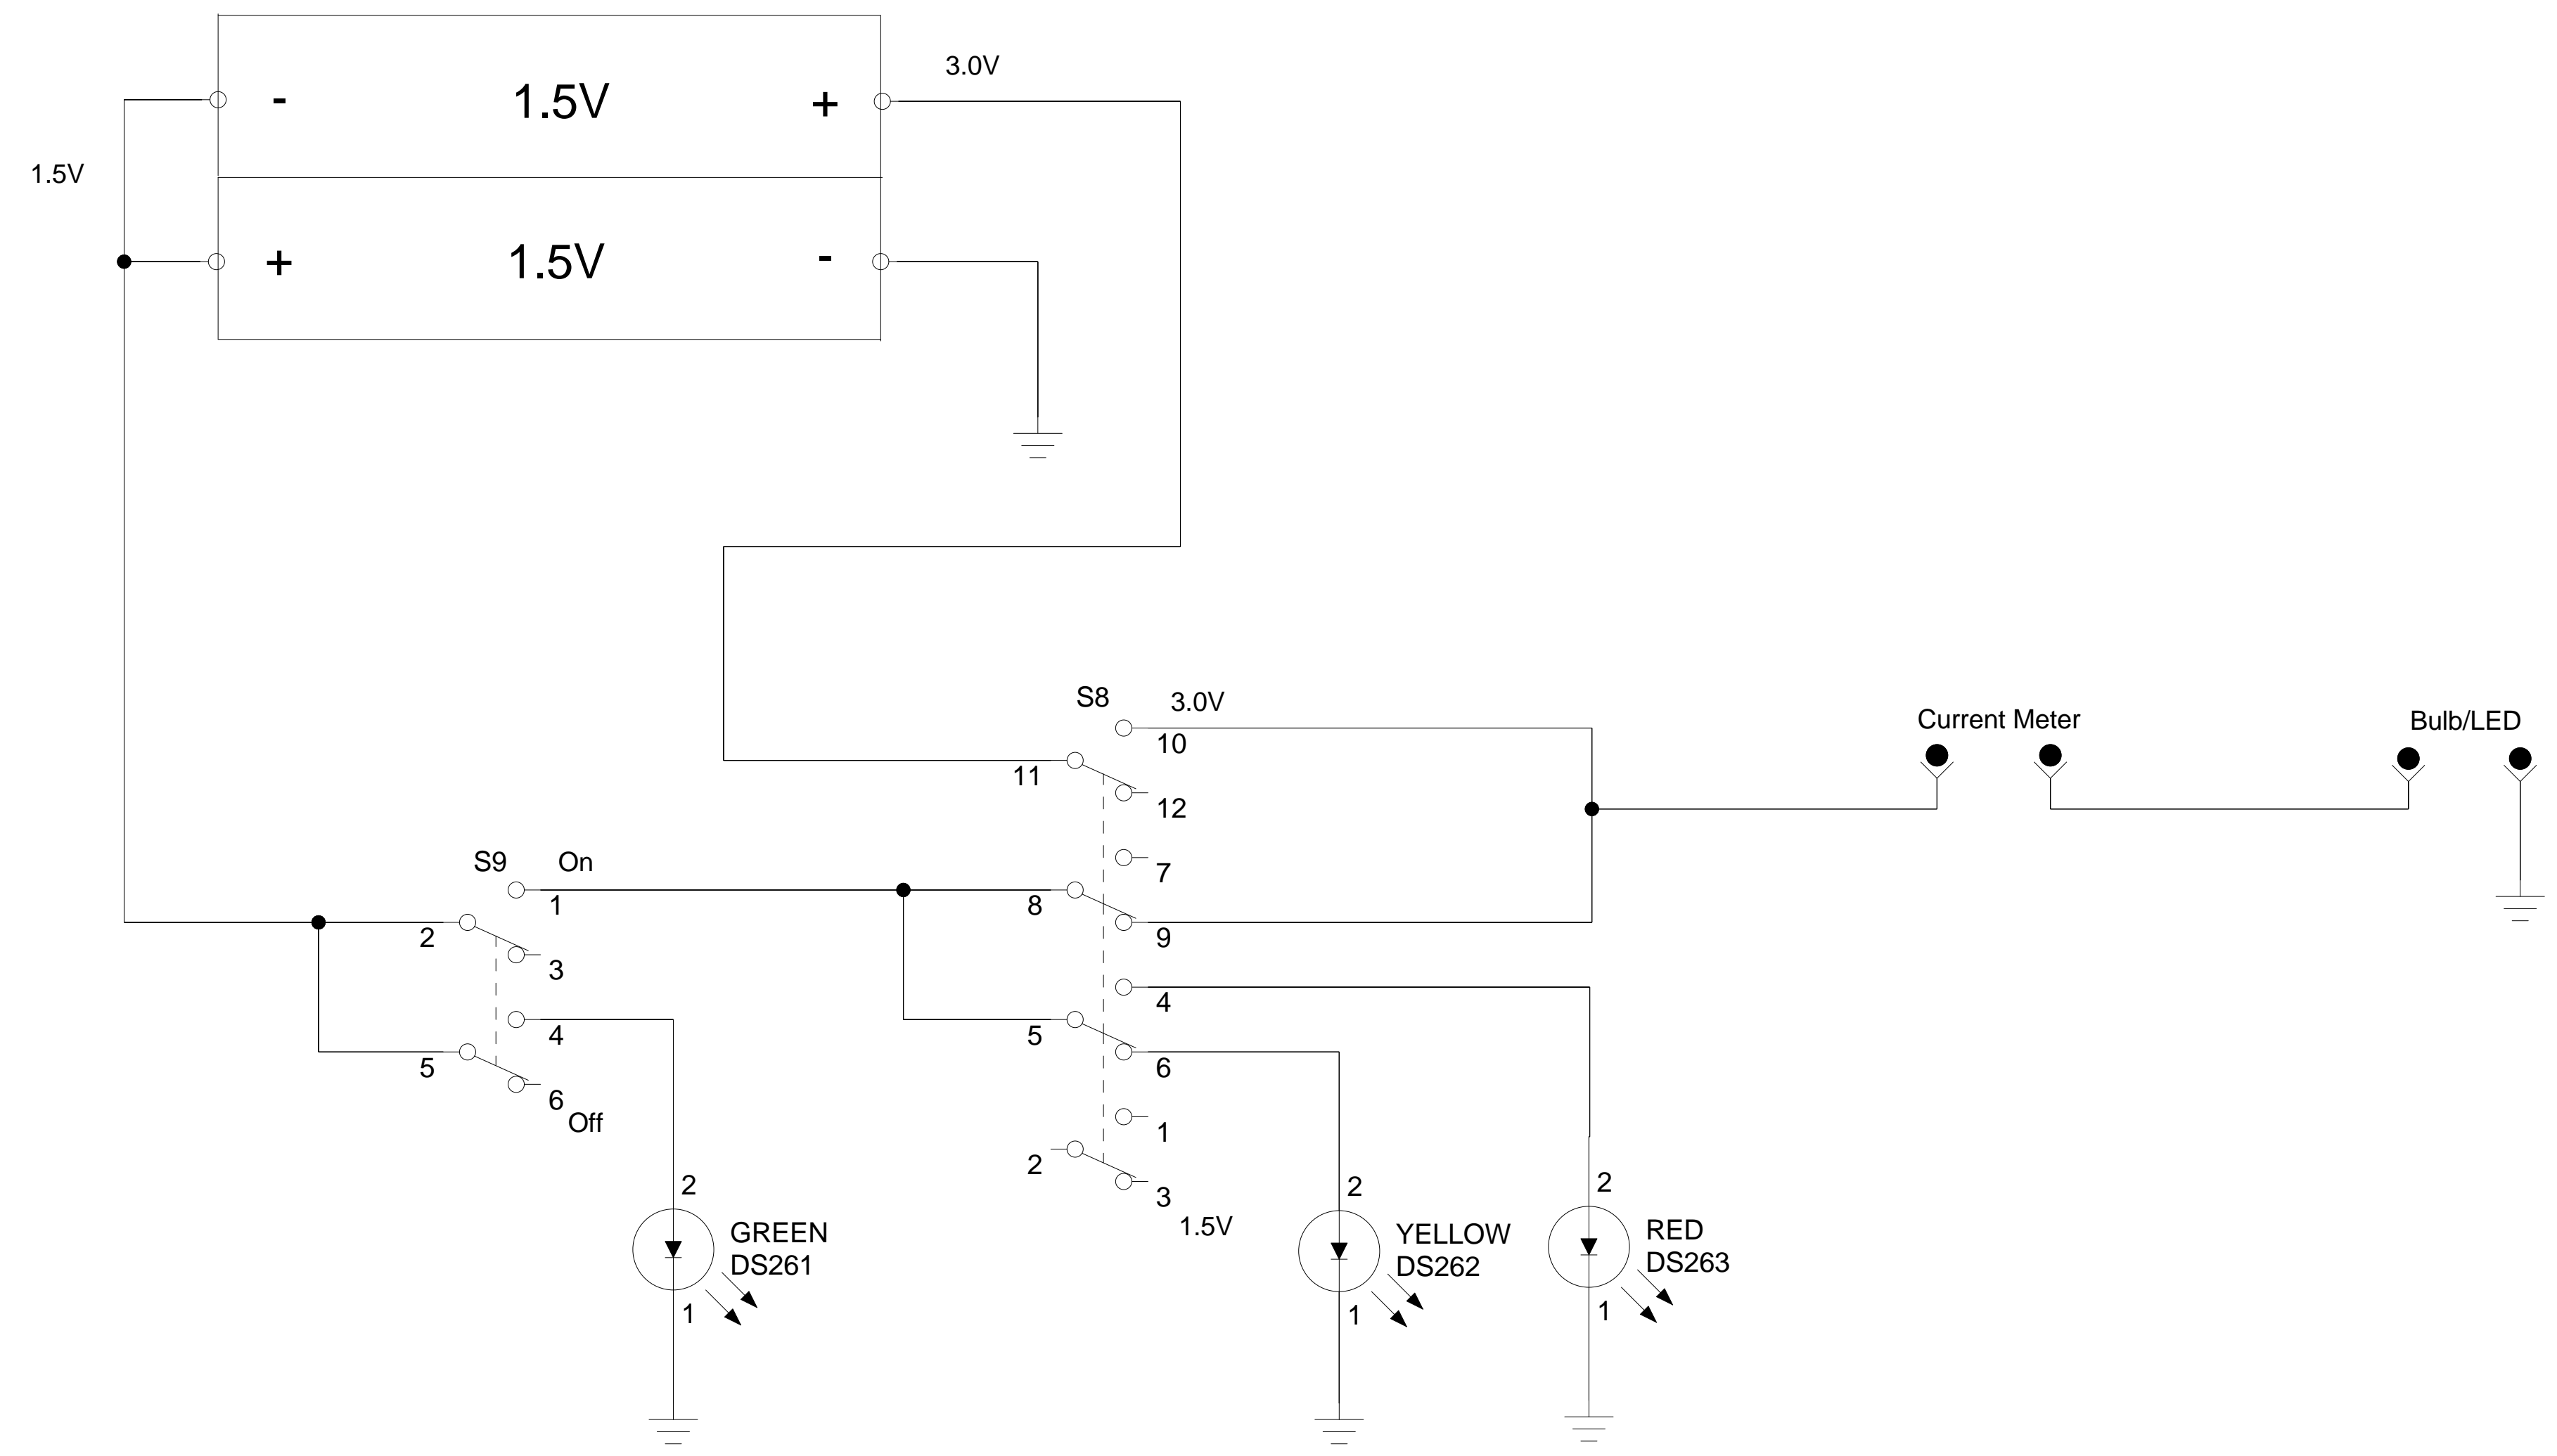 3.0V
- 1.5V +
1.5V
+ 1.5V -
S8 3.0V
10
11
12
Current Meter
Bulb/LED
7
S9 On
1
8
2
9
3
4
4
5
5
6
6
Off
1
2
3
1.5V
2
GREEN
DS261
1
2
YELLOW
DS262
1
2
RED
DS263
1